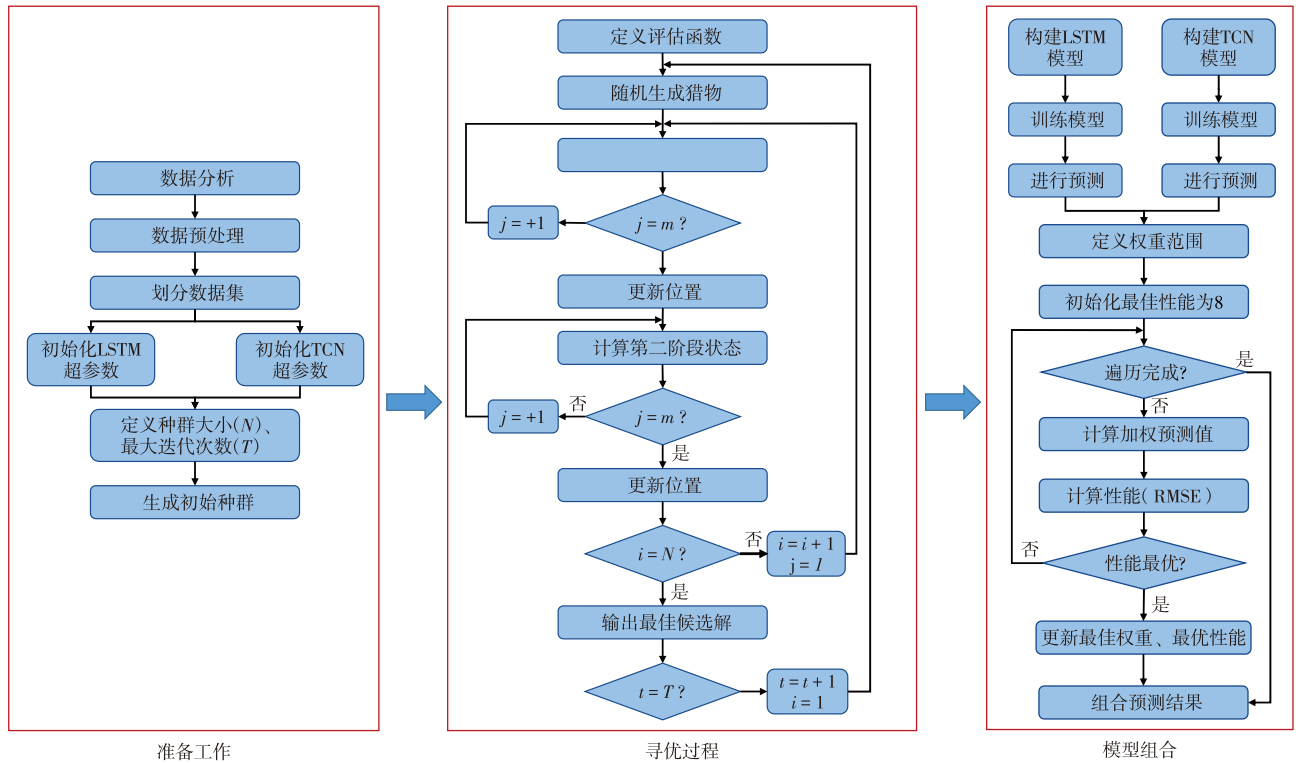 数据分析
数据预处理
划分数据集
初始化LSTM
超参数
初始化TCN
超参数
定义种群大小(N)、
最大迭代次数(T)
生成初始种群
准备工作
定义评估函数
随机生成猎物
j = +1
j = m ?
更新位置
计算第二阶段状态
j = +1
否
j = m ?
是
更新位置
i = N ?
否
i = i + 1
j = I
是
输出最佳候选解
t = T ?
t = t + 1
i = 1
寻优过程
构建LSTM
模型
构建TCN
模型
训练模型
训练模型
进行预测
进行预测
定义权重范围
初始化最佳性能为8
遍历完成?
是
否
计算加权预测值
计算性能( RMSE )
否
性能最优?
是
更新最佳权重、最优性能
组合预测结果
模型组合